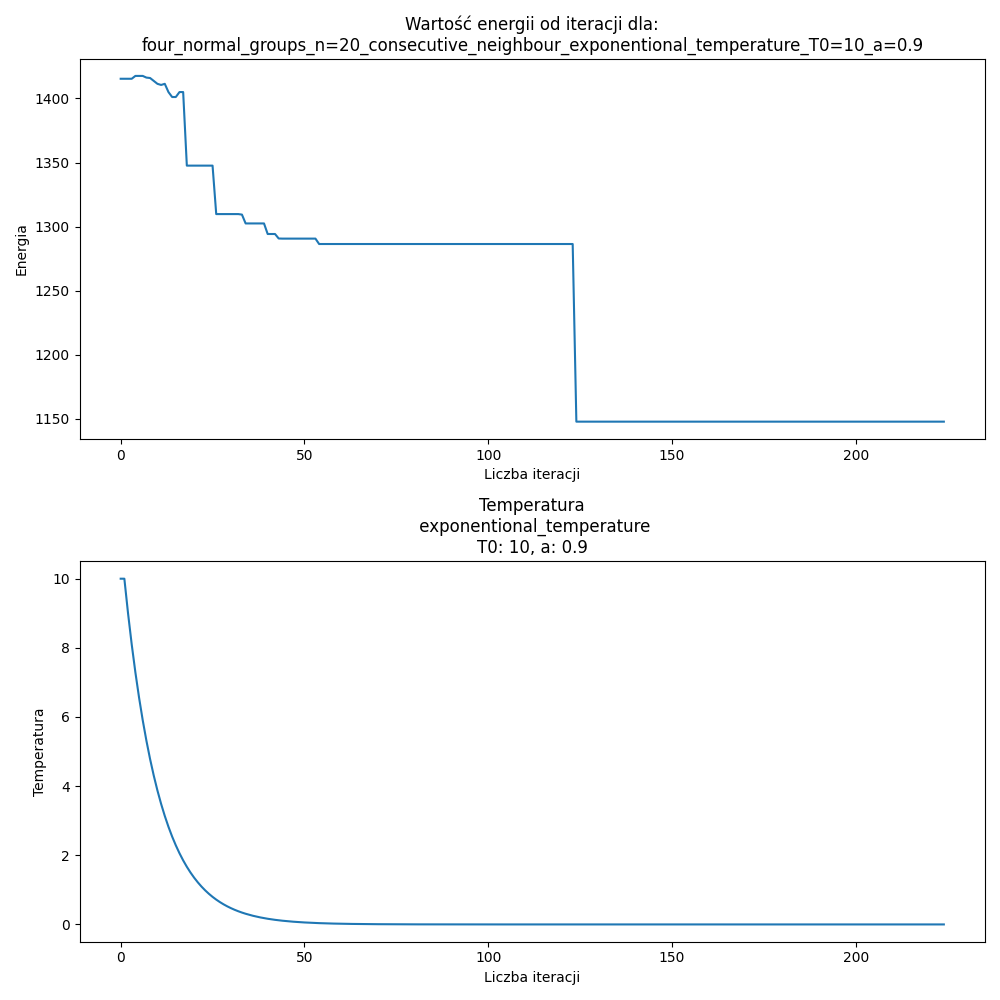 Wartość energii od iteracji dla:
four_normal_groups_n=20_consecutive_neighbour_exponentional_temperature_T0=10_a=0.9
1400
1350
1300
1250
1200
1150
Energia
0 50 100 150 200
Liczba iteracji
Temperatura
exponentional_temperature
T0: 10, a: 0.9
10
8
6
4
2
0
Temperatura
0 50 100 150 200
Liczba iteracji